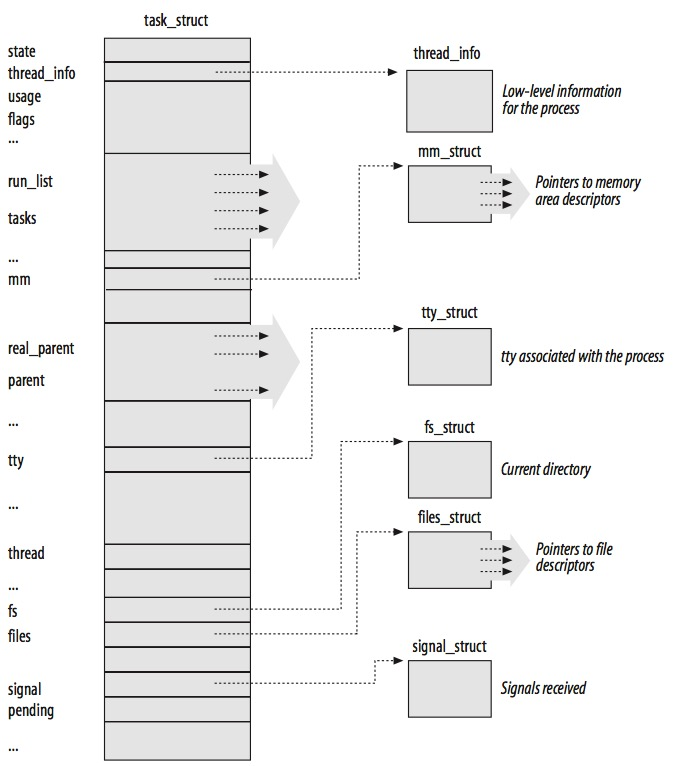 task_struct
state
thread_info
usage
flags
...
run_list
tasks
...
mm
real_parent
parent
...
tty
...
thread
...
fs
files
signal
pending
...
thread_info
Low-level information
for the process
mm_struct
Pointers to memory
area descriptors
tty_struct
tty associated with the process
fs_struct
Current directory
files_struct
Pointers to file
descriptors
signal_struct
Signals received